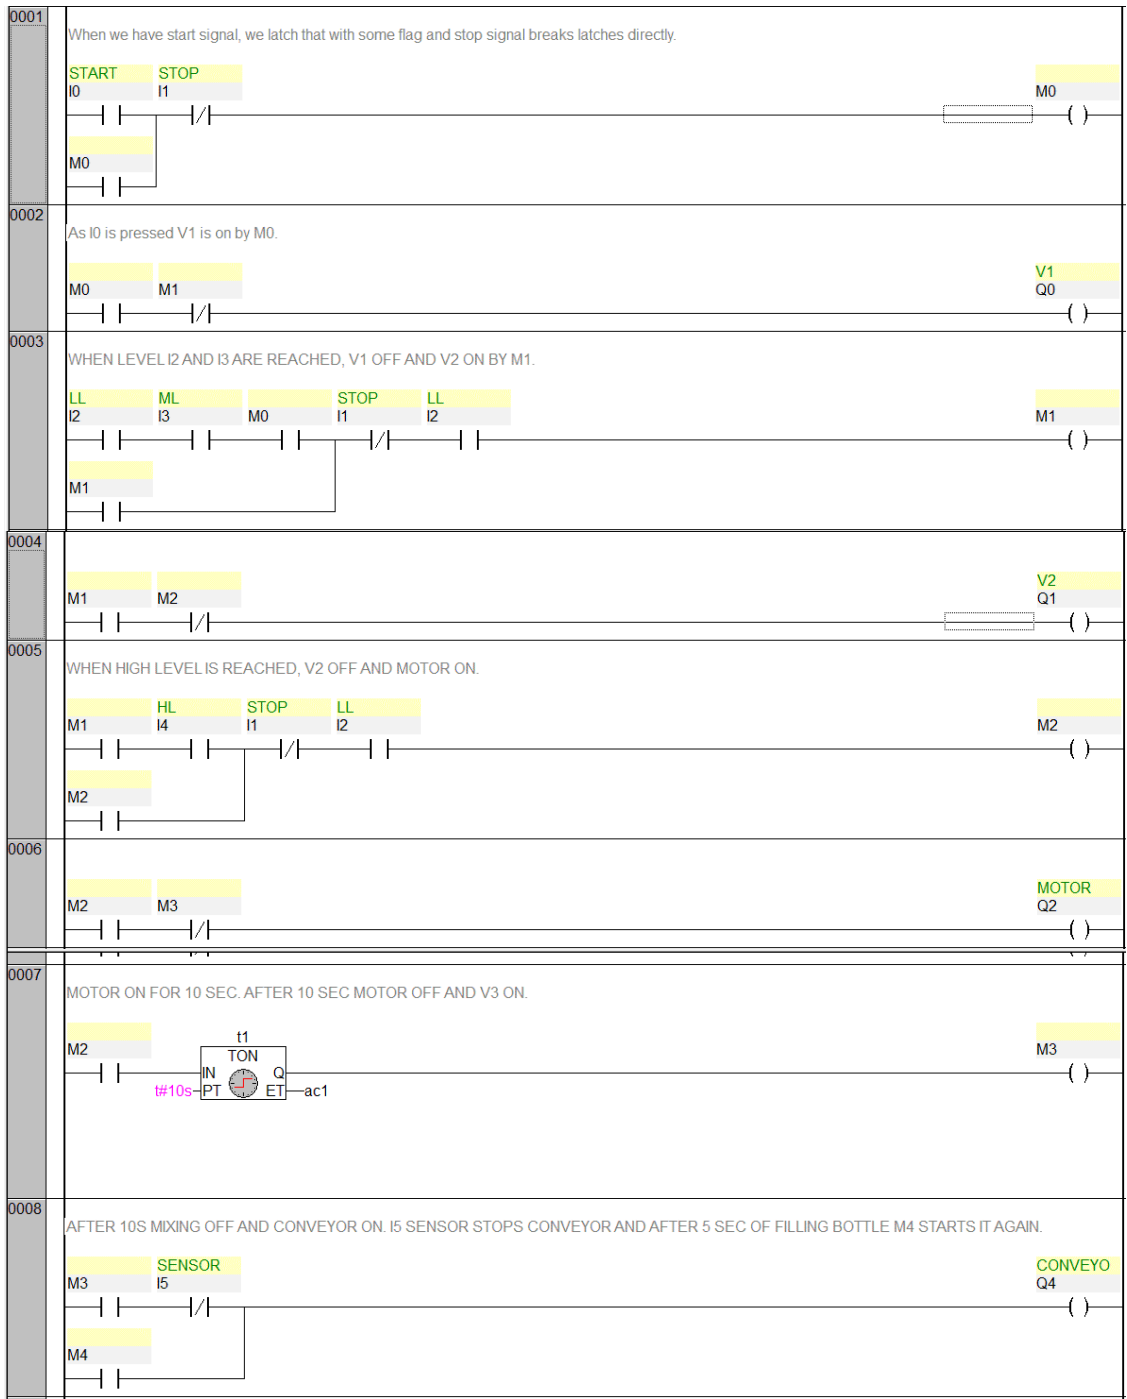 0001
When we have start signal, we latch that with some flag and stop signal breaks latches directly.
START STOP
I0 I1 M0
M0
0002
As I0 is pressed V1 is on by M0.
V1
M0 M1 Q0
0003
WHEN LEVEL I2 AND I3 ARE REACHED, V1 OFF AND V2 ON BY M1.
LL ML STOP LL
I2 I3 M0 I1 I2 M1
M1
0004
V2
M1 M2 Q1
0005
WHEN HIGH LEVEL IS REACHED, V2 OFF AND MOTOR ON.
HL STOP LL
M1 I4 I1 I2 M2
M2
0006
MOTOR
M2 M3 Q2
0007
MOTOR ON FOR 10 SEC. AFTER 10 SEC MOTOR OFF AND V3 ON.
t1
M2 TON M3
IN Q
t#10s PT ET ac1
0008
AFTER 10S MIXING OFF AND CONVEYOR ON. I5 SENSOR STOPS CONVEYOR AND AFTER 5 SEC OF FILLING BOTTLE M4 STARTS IT AGAIN.
SENSOR CONVEYO
M3 I5 Q4
M4